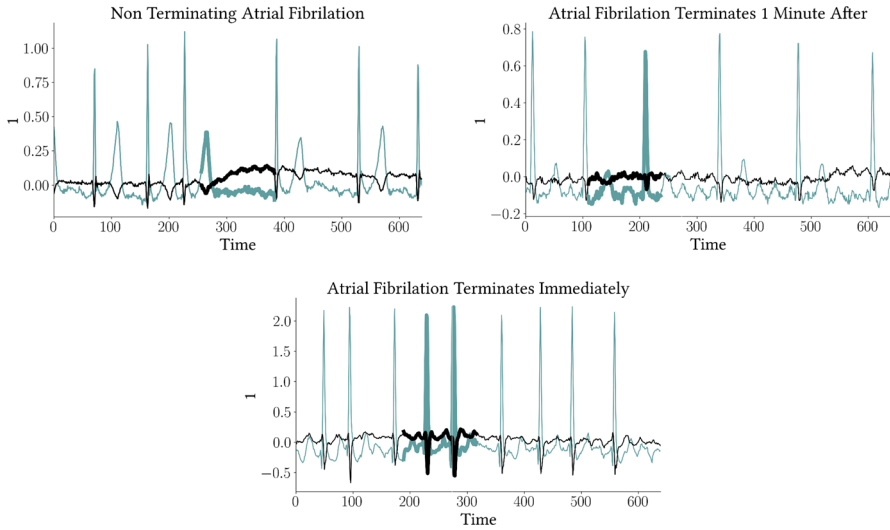 Non Terminating Atrial Fibrilation
1.00
0.75
0.50
0.25
0.00
1
0 100 200 300 400 500 600
Time
Atrial Fibrilation Terminates 1 Minute After
0.8
0.6
0.4
0.2
0.0
−0.2
1
0 100 200 300 400 500 600
Time
Atrial Fibrilation Terminates Immediately
2.0
1.5
1.0
0.5
0.0
−0.5
1
0 100 200 300 400 500 600
Time